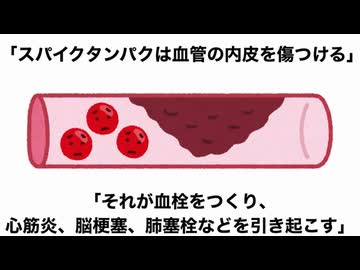 「スパイクタンパクは血管の内皮を傷つける」
「それが血栓をつくり、
心筋炎、脳梗塞、肺塞栓などを引き起こす」